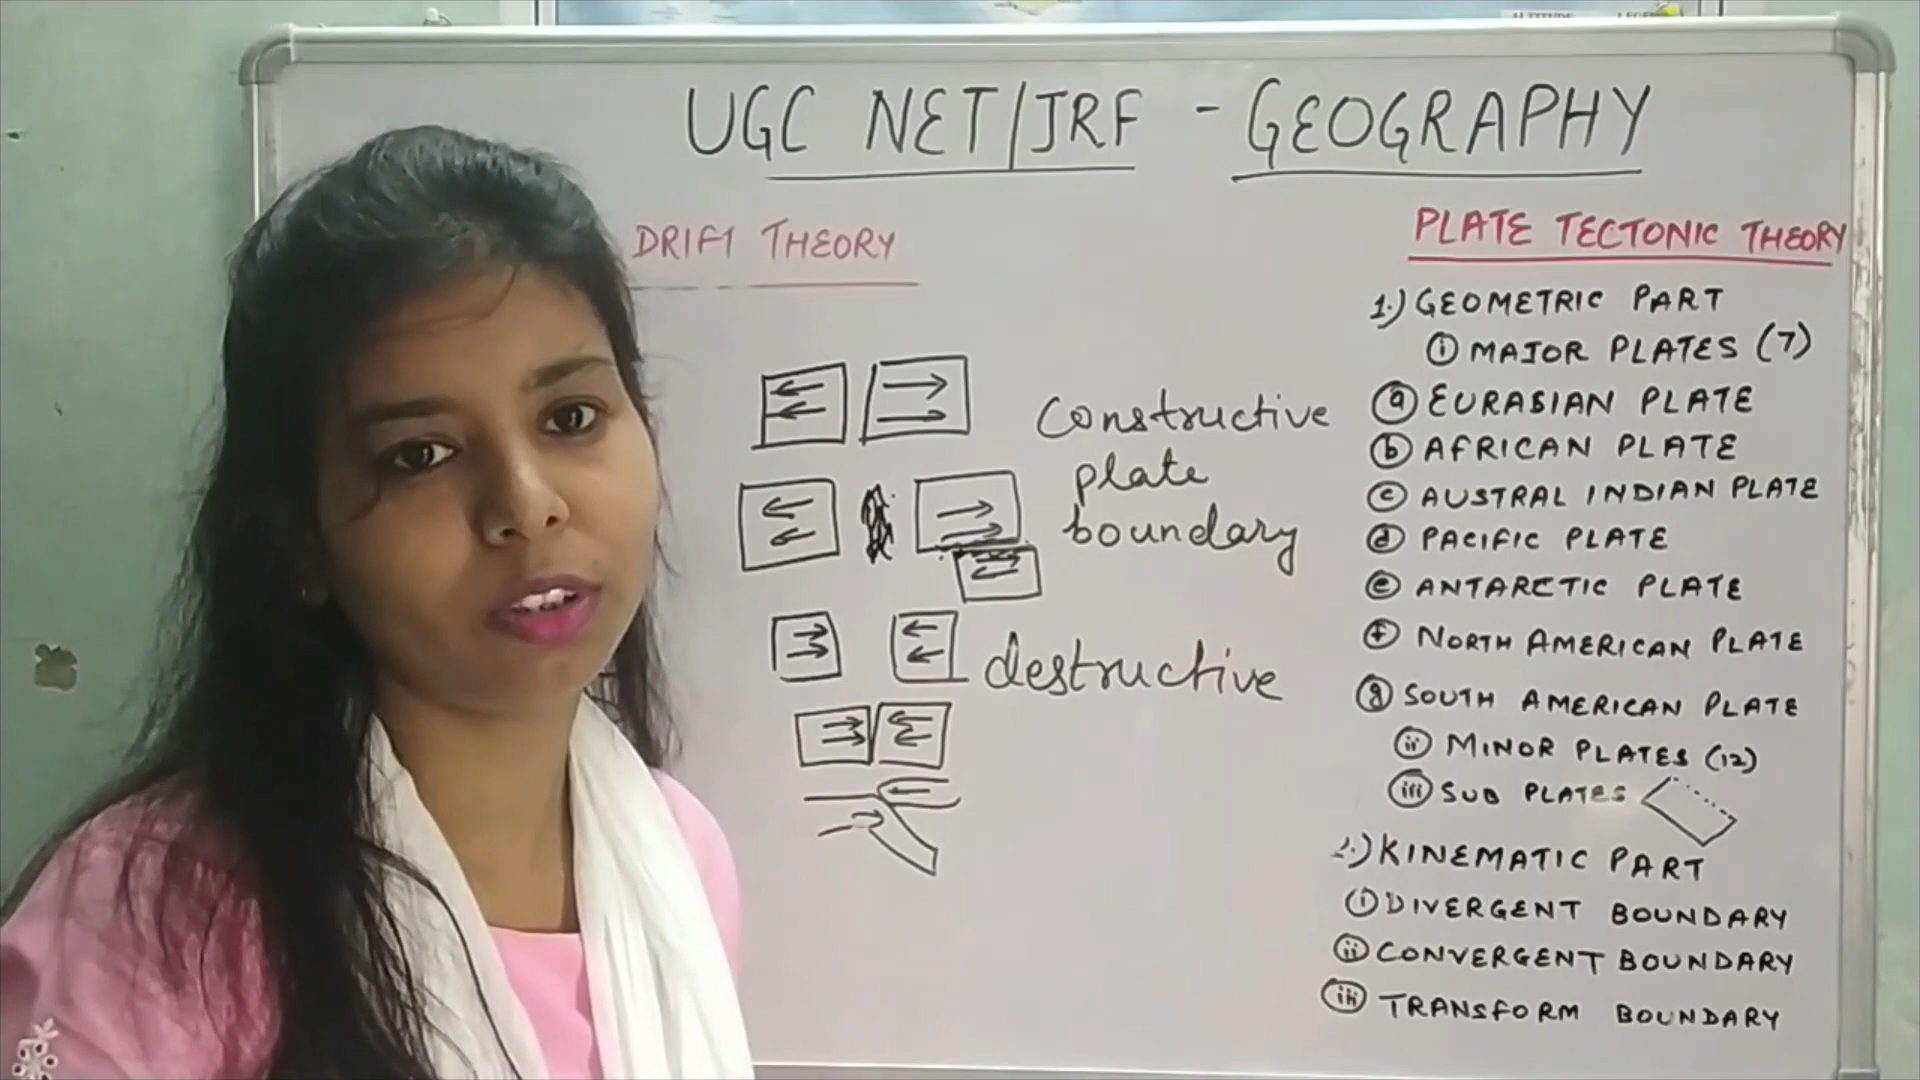 ALTITUDE LEGEND
UGC NET/JRF - GEOGRAPHY
DRIFT THEORY
Constructive
plate
boundary
destructive
PLATE TECTONIC THEORY
1.) GEOMETRIC PART
(i) MAJOR PLATES (7)
(a) EURASIAN PLATE
(b) AFRICAN PLATE
(c) AUSTRAL INDIAN PLATE
(d) PACIFIC PLATE
(e) ANTARCTIC PLATE
(f) NORTH AMERICAN PLATE
(g) SOUTH AMERICAN PLATE
(ii) MINOR PLATES (12)
(iii) SUB PLATES
2.) KINEMATIC PART
(i) DIVERGENT BOUNDARY
(ii) CONVERGENT BOUNDARY
(iii) TRANSFORM BOUNDARY